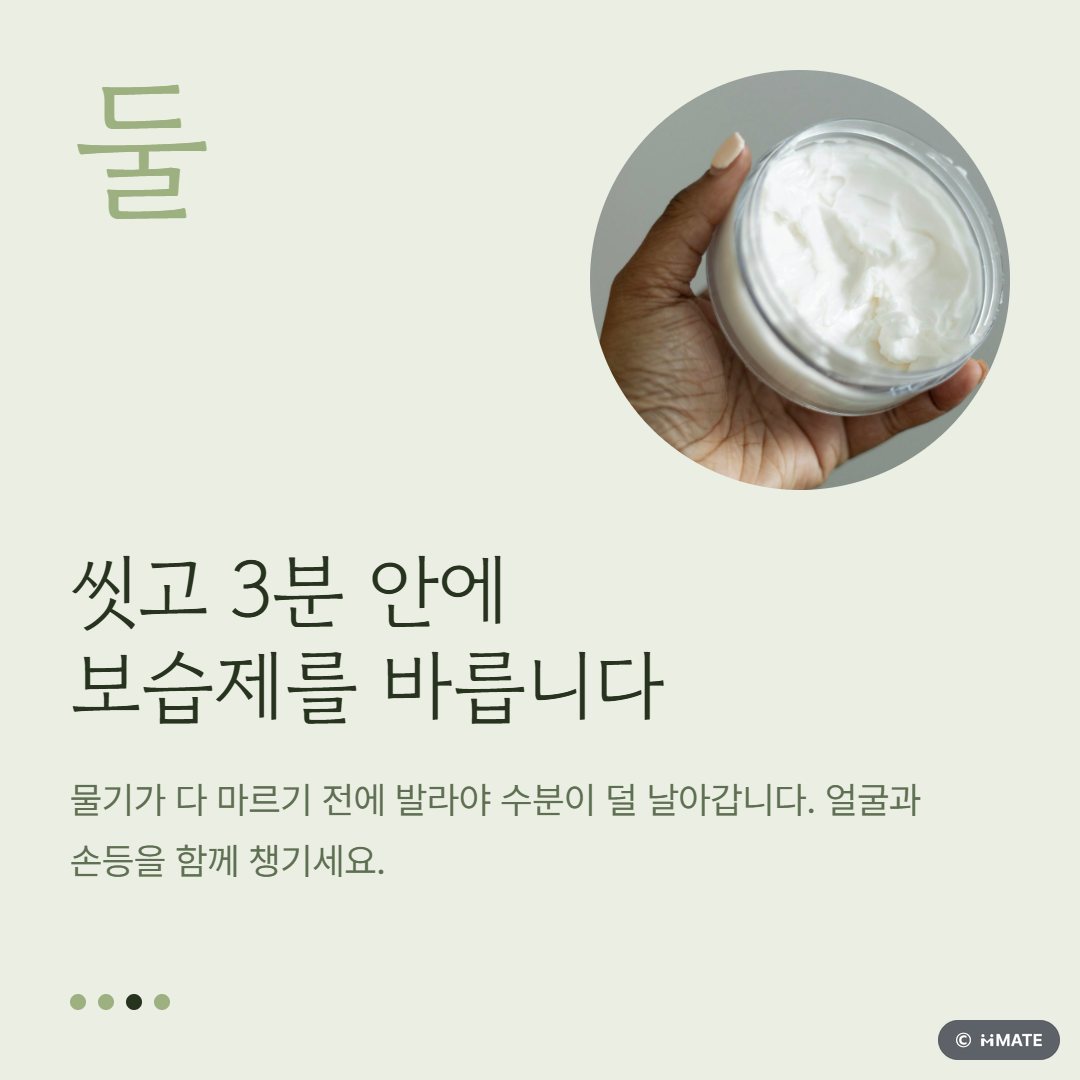 둘
씻고 3분 안에
보습제를 바릅니다
물기가 다 마르기 전에 발라야 수분이 덜 날아갑니다. 얼굴과
손등을 함께 챙기세요.
© MMATE